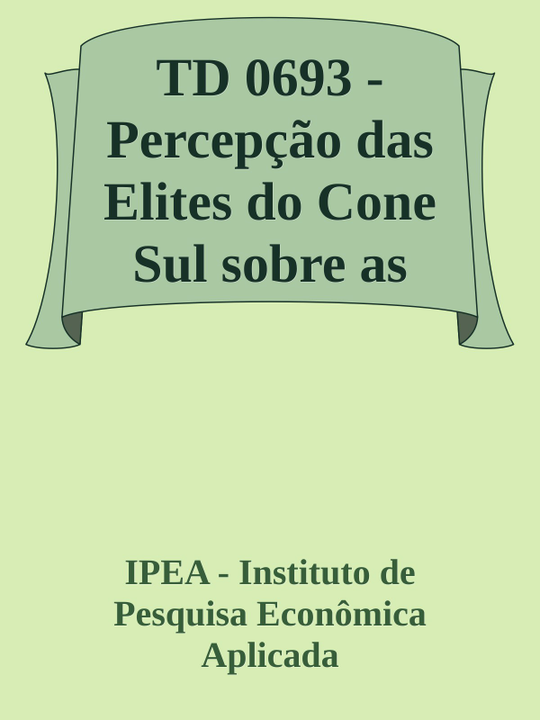 TD 0693 -
Percepção das
Elites do Cone
Sul sobre as
IPEA - Instituto de
Pesquisa Econômica
Aplicada